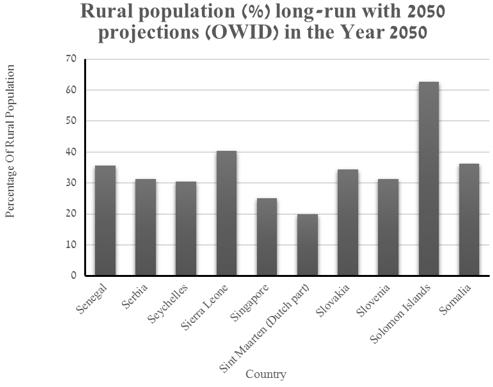 Rural population (%) long-run with 2050
projections (OWID) in the Year 2050
Percentage Of Rural Population
70
60
50
40
30
20
10
0
Senegal
Serbia
Seychelles
Sierra Leone
Singapore
Sint Maarten (Dutch part)
Slovakia
Slovenia
Solomon Islands
Somalia
Country